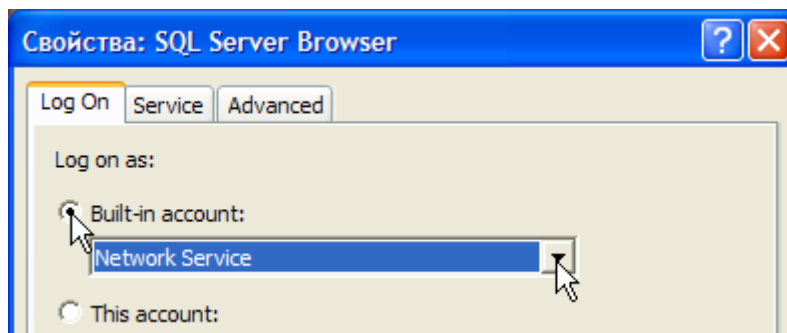 Свойства: SQL Server Browser
Log On Service Advanced
Log on as:
Built-in account:
Network Service
This account: